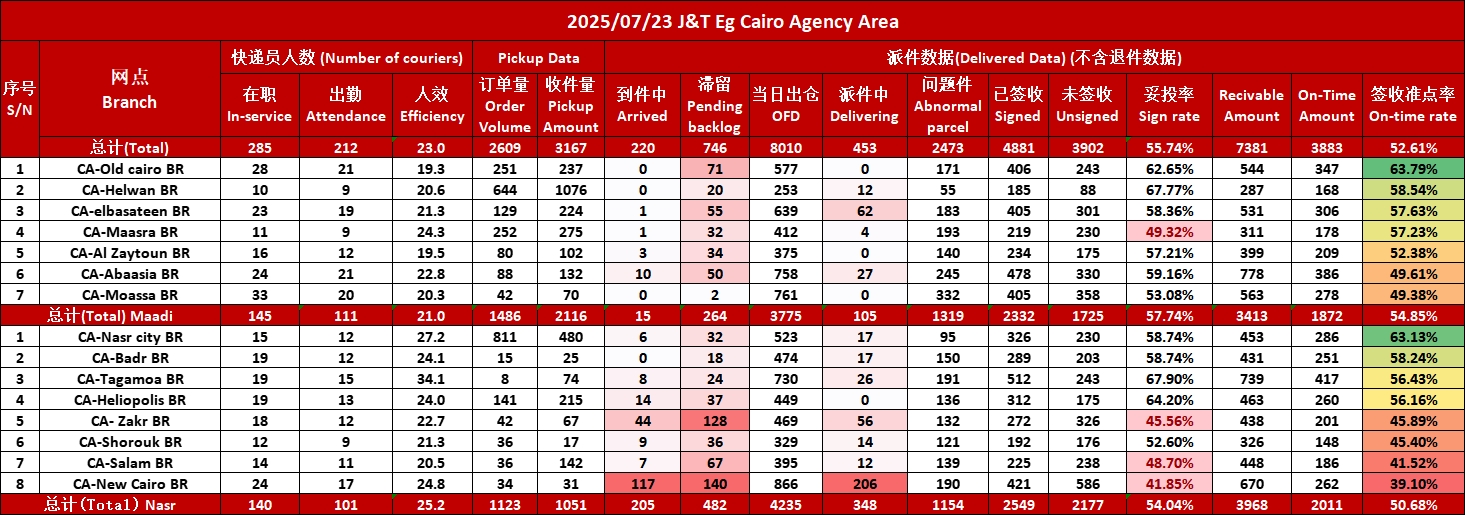 2025/07/23 J&T Eg Cairo Agency Area
序号 S/N 网点 Branch 快递员人数 (Number of couriers) Pickup Data 派件数据(Delivered Data) (不含退件数据)
在职 In-service 出勤 Attendance 人效 Efficiency 订单量 Order Volume 收件量 Pickup Amount 到件中 Arrived 滞留 Pending backlog 当日出仓 OFD 派件中 Delivering 问题件 Abnormal parcel 已签收 Signed 未签收 Unsigned 妥投率 Sign rate Recivable Amount On-Time Amount 签收准点率 On-time rate
总计(Total) 285 212 23.0 2609 3167 220 746 8010 453 2473 4881 3902 55.74% 7381 3883 52.61%
1 CA-Old cairo BR 28 21 19.3 251 237 0 71 577 0 171 406 243 62.65% 544 347 63.79%
2 CA-Helwan BR 10 9 20.6 644 1076 0 20 253 12 55 185 88 67.77% 287 168 58.54%
3 CA-elbasateen BR 23 19 21.3 129 224 1 55 639 62 183 405 301 58.36% 531 306 57.63%
4 CA-Maasra BR 11 9 24.3 252 275 1 32 412 4 193 219 230 49.32% 311 178 57.23%
5 CA-Al Zaytoun BR 16 12 19.5 80 102 3 34 375 0 140 234 175 57.21% 399 209 52.38%
6 CA-Abaasia BR 24 21 22.8 88 132 10 50 758 27 245 478 330 59.16% 778 386 49.61%
7 CA-Moassa BR 33 20 20.3 42 70 0 2 761 0 332 405 358 53.08% 563 278 49.38%
总计(Total) Maadi 145 111 21.0 1486 2116 15 264 3775 105 1319 2332 1725 57.74% 3413 1872 54.85%
1 CA-Nasr city BR 15 12 27.2 811 480 6 32 523 17 95 326 230 58.74% 453 286 63.13%
2 CA-Badr BR 19 12 24.1 15 25 0 18 474 17 150 289 203 58.74% 431 251 58.24%
3 CA-Tagamoa BR 19 15 34.1 8 74 8 24 730 26 191 512 243 67.90% 739 417 56.43%
4 CA-Heliopolis BR 19 13 24.0 141 215 14 37 449 0 136 312 175 64.20% 463 260 56.16%
5 CA- Zakr BR 18 12 22.7 42 67 44 128 469 56 132 272 326 45.56% 438 201 45.89%
6 CA-Shorouk BR 12 9 21.3 36 17 9 36 329 14 121 192 176 52.60% 326 148 45.40%
7 CA-Salam BR 14 11 20.5 36 142 7 67 395 12 139 225 238 48.70% 448 186 41.52%
8 CA-New Cairo BR 24 17 24.8 34 31 117 140 866 206 190 421 586 41.85% 670 262 39.10%
总计(Total) Nasr 140 101 25.2 1123 1051 205 482 4235 348 1154 2549 2177 54.04% 3968 2011 50.68%